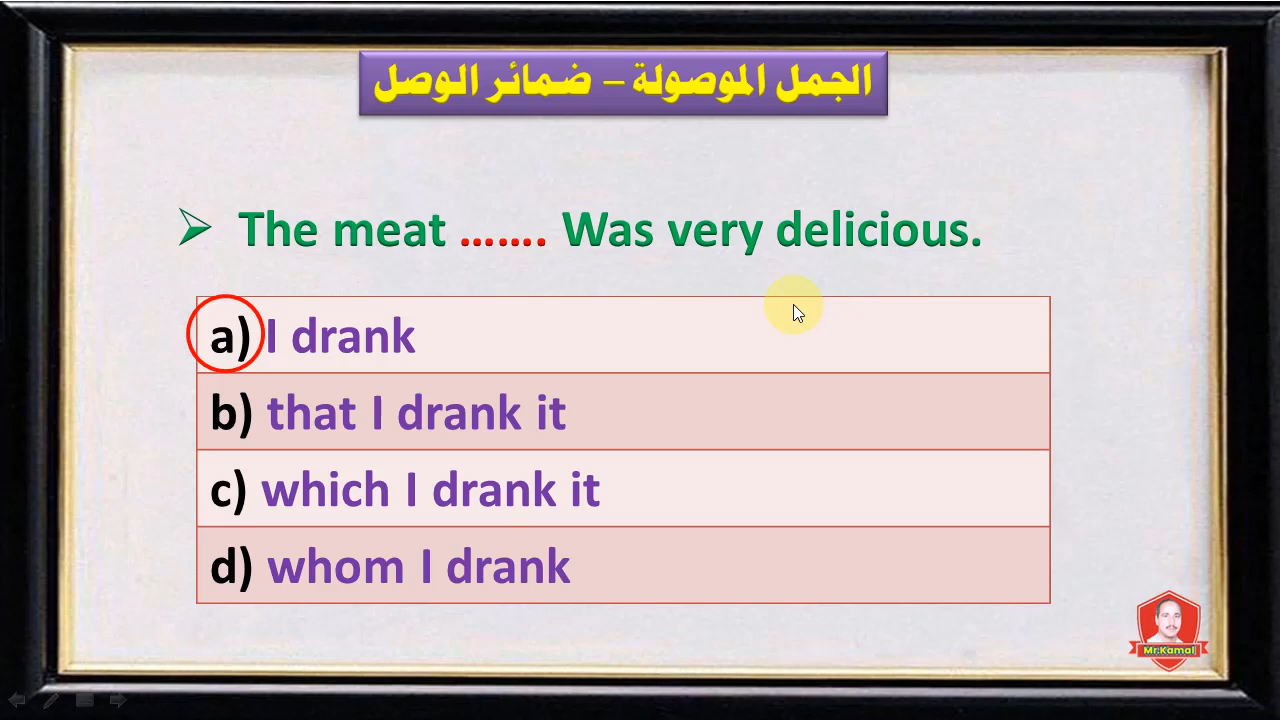 الجمل الموصولة – ضمائر الوصل
The meat ....... Was very delicious.
a) I drank
b) that I drank it
c) which I drank it
d) whom I drank
Mr.Kamal